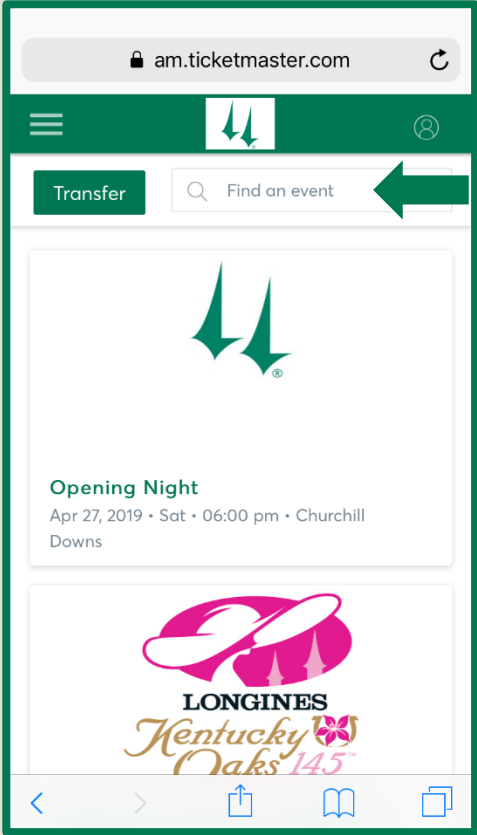 am.ticketmaster.com
Transfer
Find an event
®
Opening Night
Apr 27, 2019 • Sat • 06:00 pm • Churchill
Downs
LONGINES
Kentucky
Oaks 145™